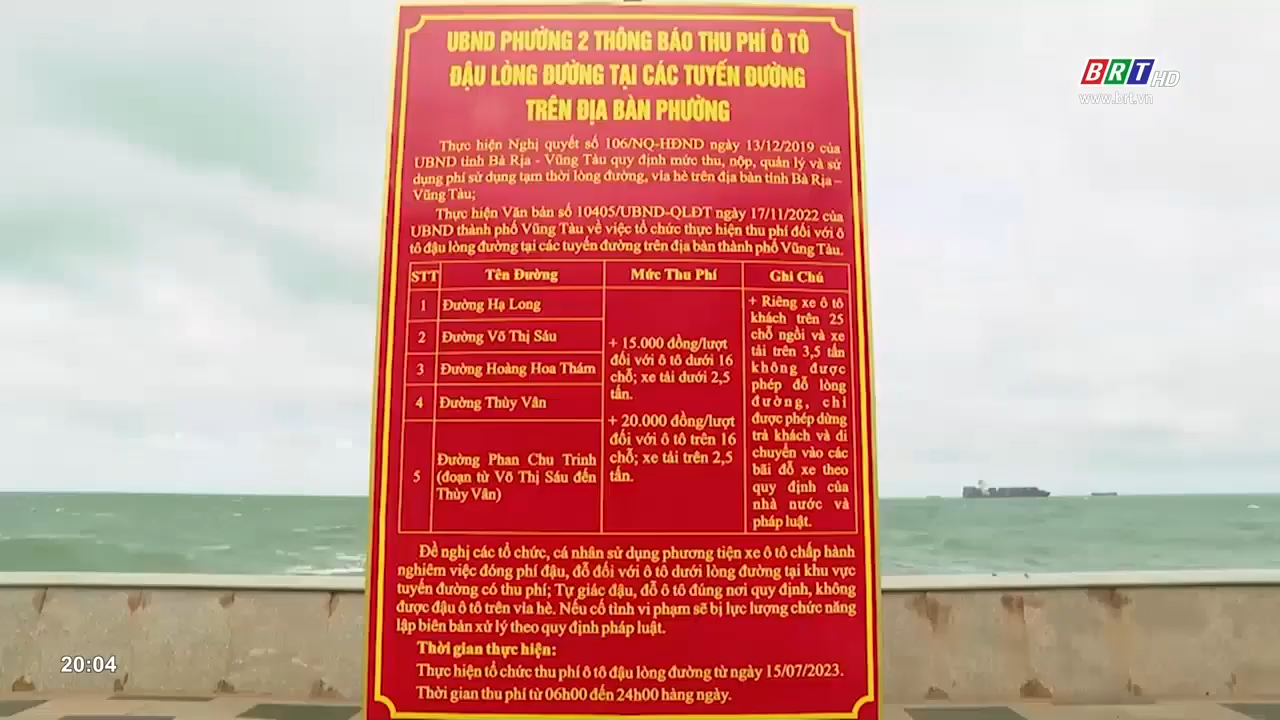 UBND PHƯỜNG 2 THÔNG BÁO THU PHÍ Ô TÔ
ĐẬU LÒNG ĐƯỜNG TẠI CÁC TUYẾN ĐƯỜNG
TRÊN ĐỊA BÀN PHƯỜNG
BRT HD
www.brt.vn
Thực hiện Nghị quyết số 106/NQ-HĐND ngày 13/12/2019 của
UBND tỉnh Bà Rịa - Vũng Tàu quy định mức thu, nộp, quản lý và sử
dụng phí sử dụng tạm thời lòng đường, vỉa hè trên địa bàn tỉnh Bà Rịa –
Vũng Tàu;
Thực hiện Văn bản số 10405/UBND-QLĐT ngày 17/11/2022 của
UBND thành phố Vũng Tàu về việc tổ chức thực hiện thu phí đối với ô
tô đậu lòng đường tại các tuyến đường trên địa bàn thành phố Vũng Tàu.
STT Tên Đường Mức Thu Phí Ghi Chú
1 Đường Hạ Long
2 Đường Võ Thị Sáu
3 Đường Hoàng Hoa Thám
4 Đường Thùy Vân
5 Đường Phan Chu Trinh
(đoạn từ Võ Thị Sáu đến
Thùy Vân)
+ 15.000 đồng/lượt
đối với ô tô dưới 16
chỗ; xe tải dưới 2,5
tấn.
+ 20.000 đồng/lượt
đối với ô tô trên 16
chỗ; xe tải trên 2,5
tấn.
+ Riêng xe ô tô
khách trên 25
chỗ ngồi và xe
tải trên 3,5 tấn
không được
phép đỗ lòng
đường, chỉ
được phép dừng
trả khách và di
chuyển vào các
bãi đỗ xe theo
quy định của
nhà nước và
pháp luật.
Đề nghị các tổ chức, cá nhân sử dụng phương tiện xe ô tô chấp hành
nghiêm việc đóng phí đậu, đỗ đối với ô tô dưới lòng đường tại khu vực
tuyến đường có thu phí; Tự giác đậu, đỗ ô tô đúng nơi quy định, không
được đậu ô tô trên vỉa hè. Nếu cố tình vi phạm sẽ bị lực lượng chức năng
lập biên bản xử lý theo quy định pháp luật.
Thời gian thực hiện:
Thực hiện tổ chức thu phí ô tô đậu lòng đường từ ngày 15/07/2023.
Thời gian thu phí từ 06h00 đến 24h00 hàng ngày.
20:04